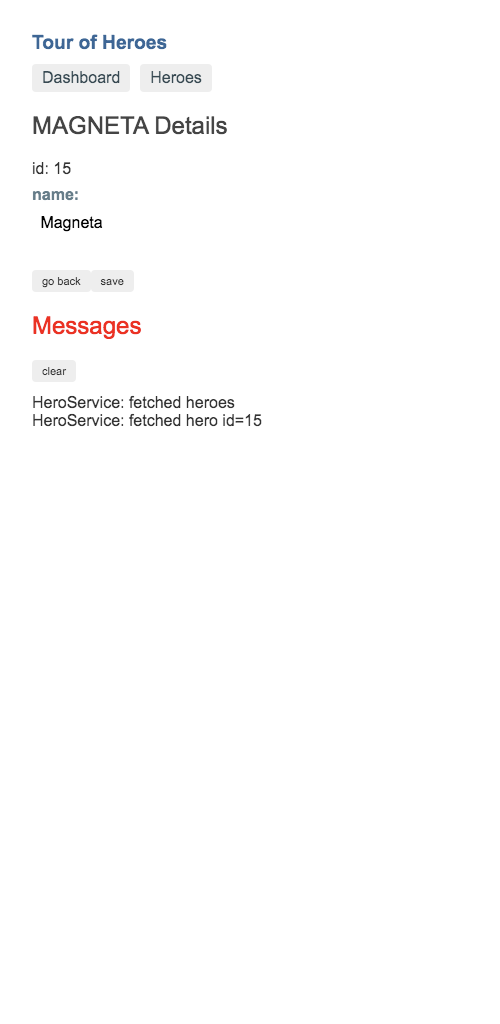 Tour of Heroes
Dashboard Heroes
MAGNETA Details
id: 15
name:
Magneta
go back save
Messages
clear
HeroService: fetched heroes
HeroService: fetched hero id=15